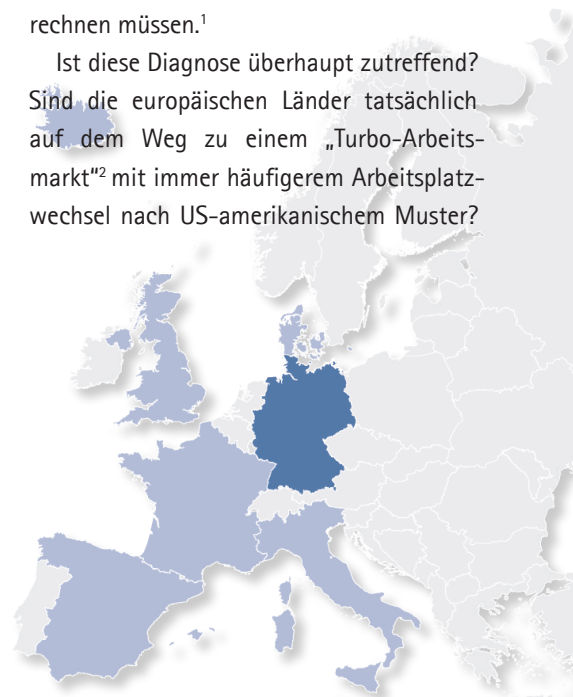 rechnen müssen.¹
Ist diese Diagnose überhaupt zutreffend?
Sind die europäischen Länder tatsächlich
auf dem Weg zu einem „Turbo-Arbeits-
markt“² mit immer häufigerem Arbeitsplatz-
wechsel nach US-amerikanischem Muster?